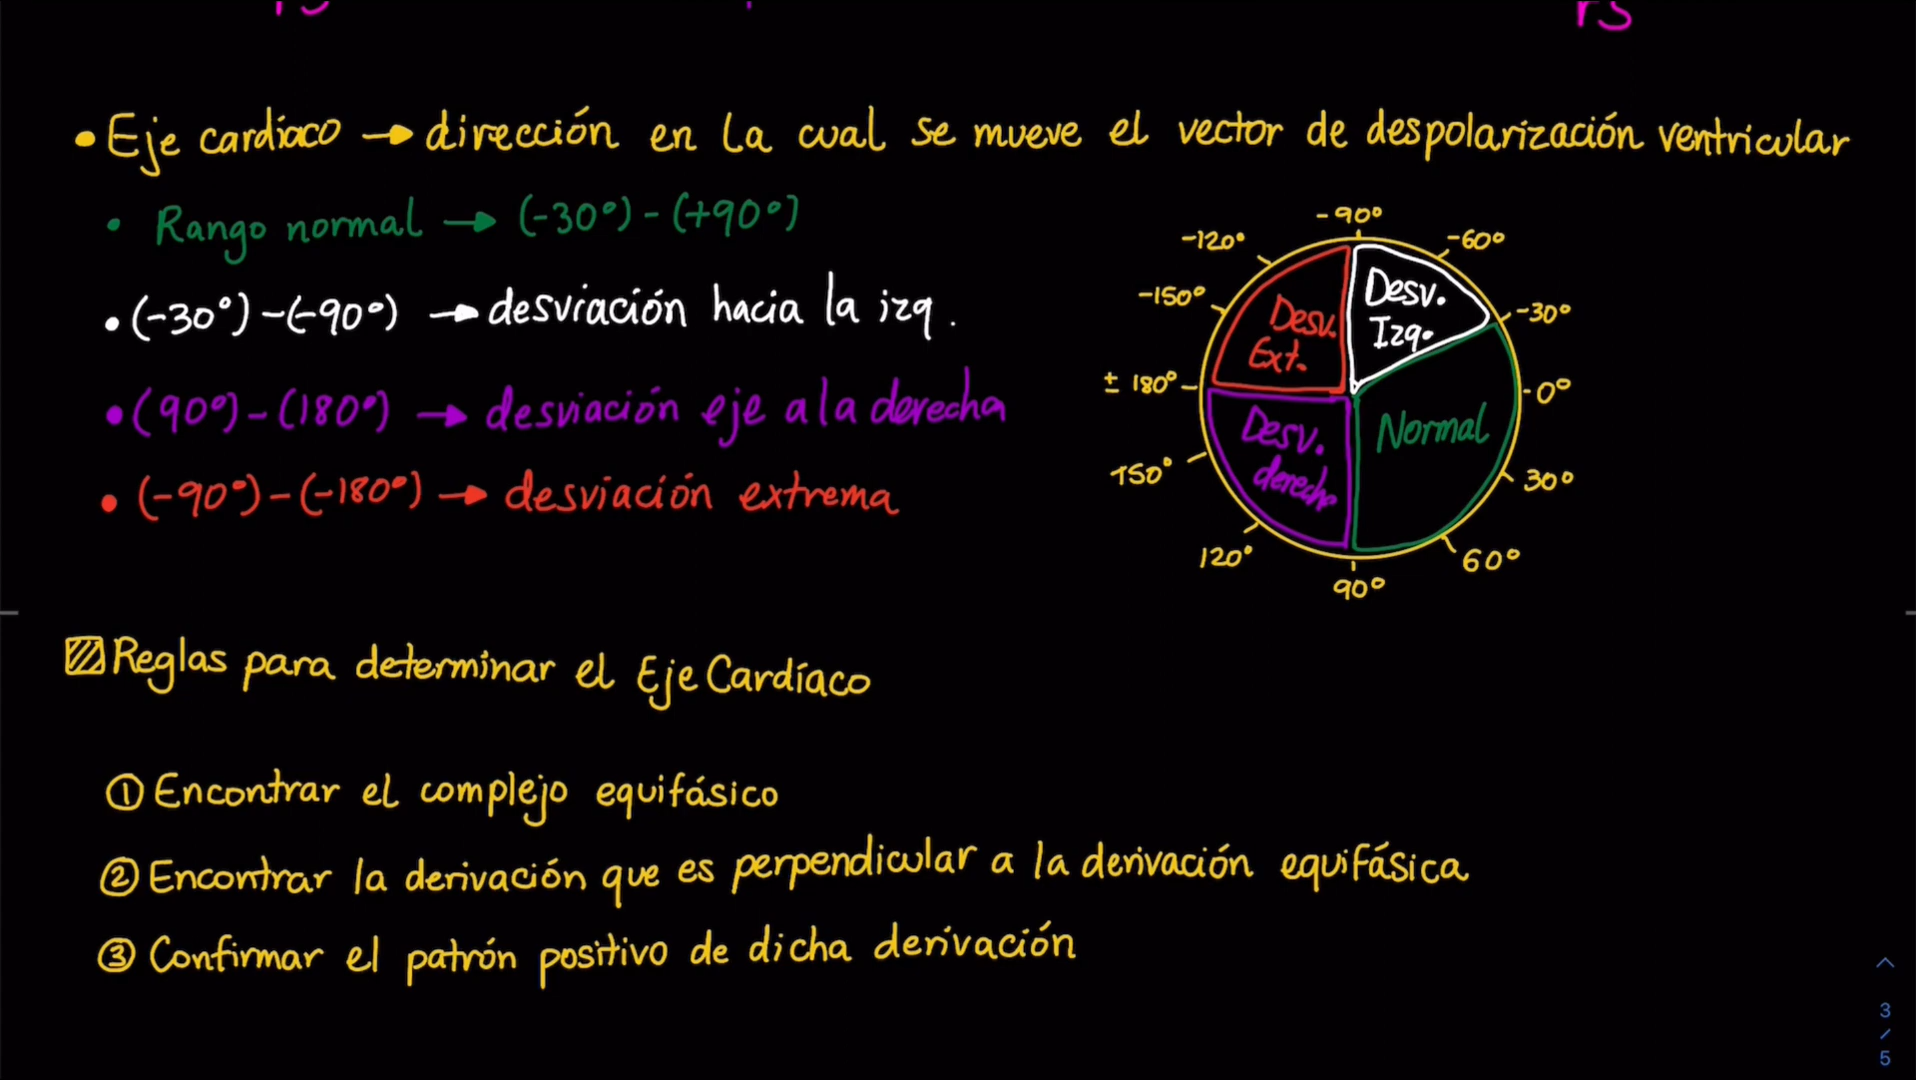 rS
• Eje cardíaco → dirección en la cual se mueve el vector de despolarización ventricular
• Rango normal → (-30°) - (+90°)
• (-30°) - (-90°) → desviación hacia la izq.
• (90°) - (180°) → desviación eje a la derecha
• (-90°) - (-180°) → desviación extrema
-90°
-120°
-60°
-150°
-30°
± 180°
-0°
+50°
30°
120°
60°
90°
Desv.
Ext.
Desv.
Izq.
Desv.
derech
Normal
Reglas para determinar el Eje Cardíaco
① Encontrar el complejo equifásico
② Encontrar la derivación que es perpendicular a la derivación equifásica
③ Confirmar el patrón positivo de dicha derivación
3
/
5